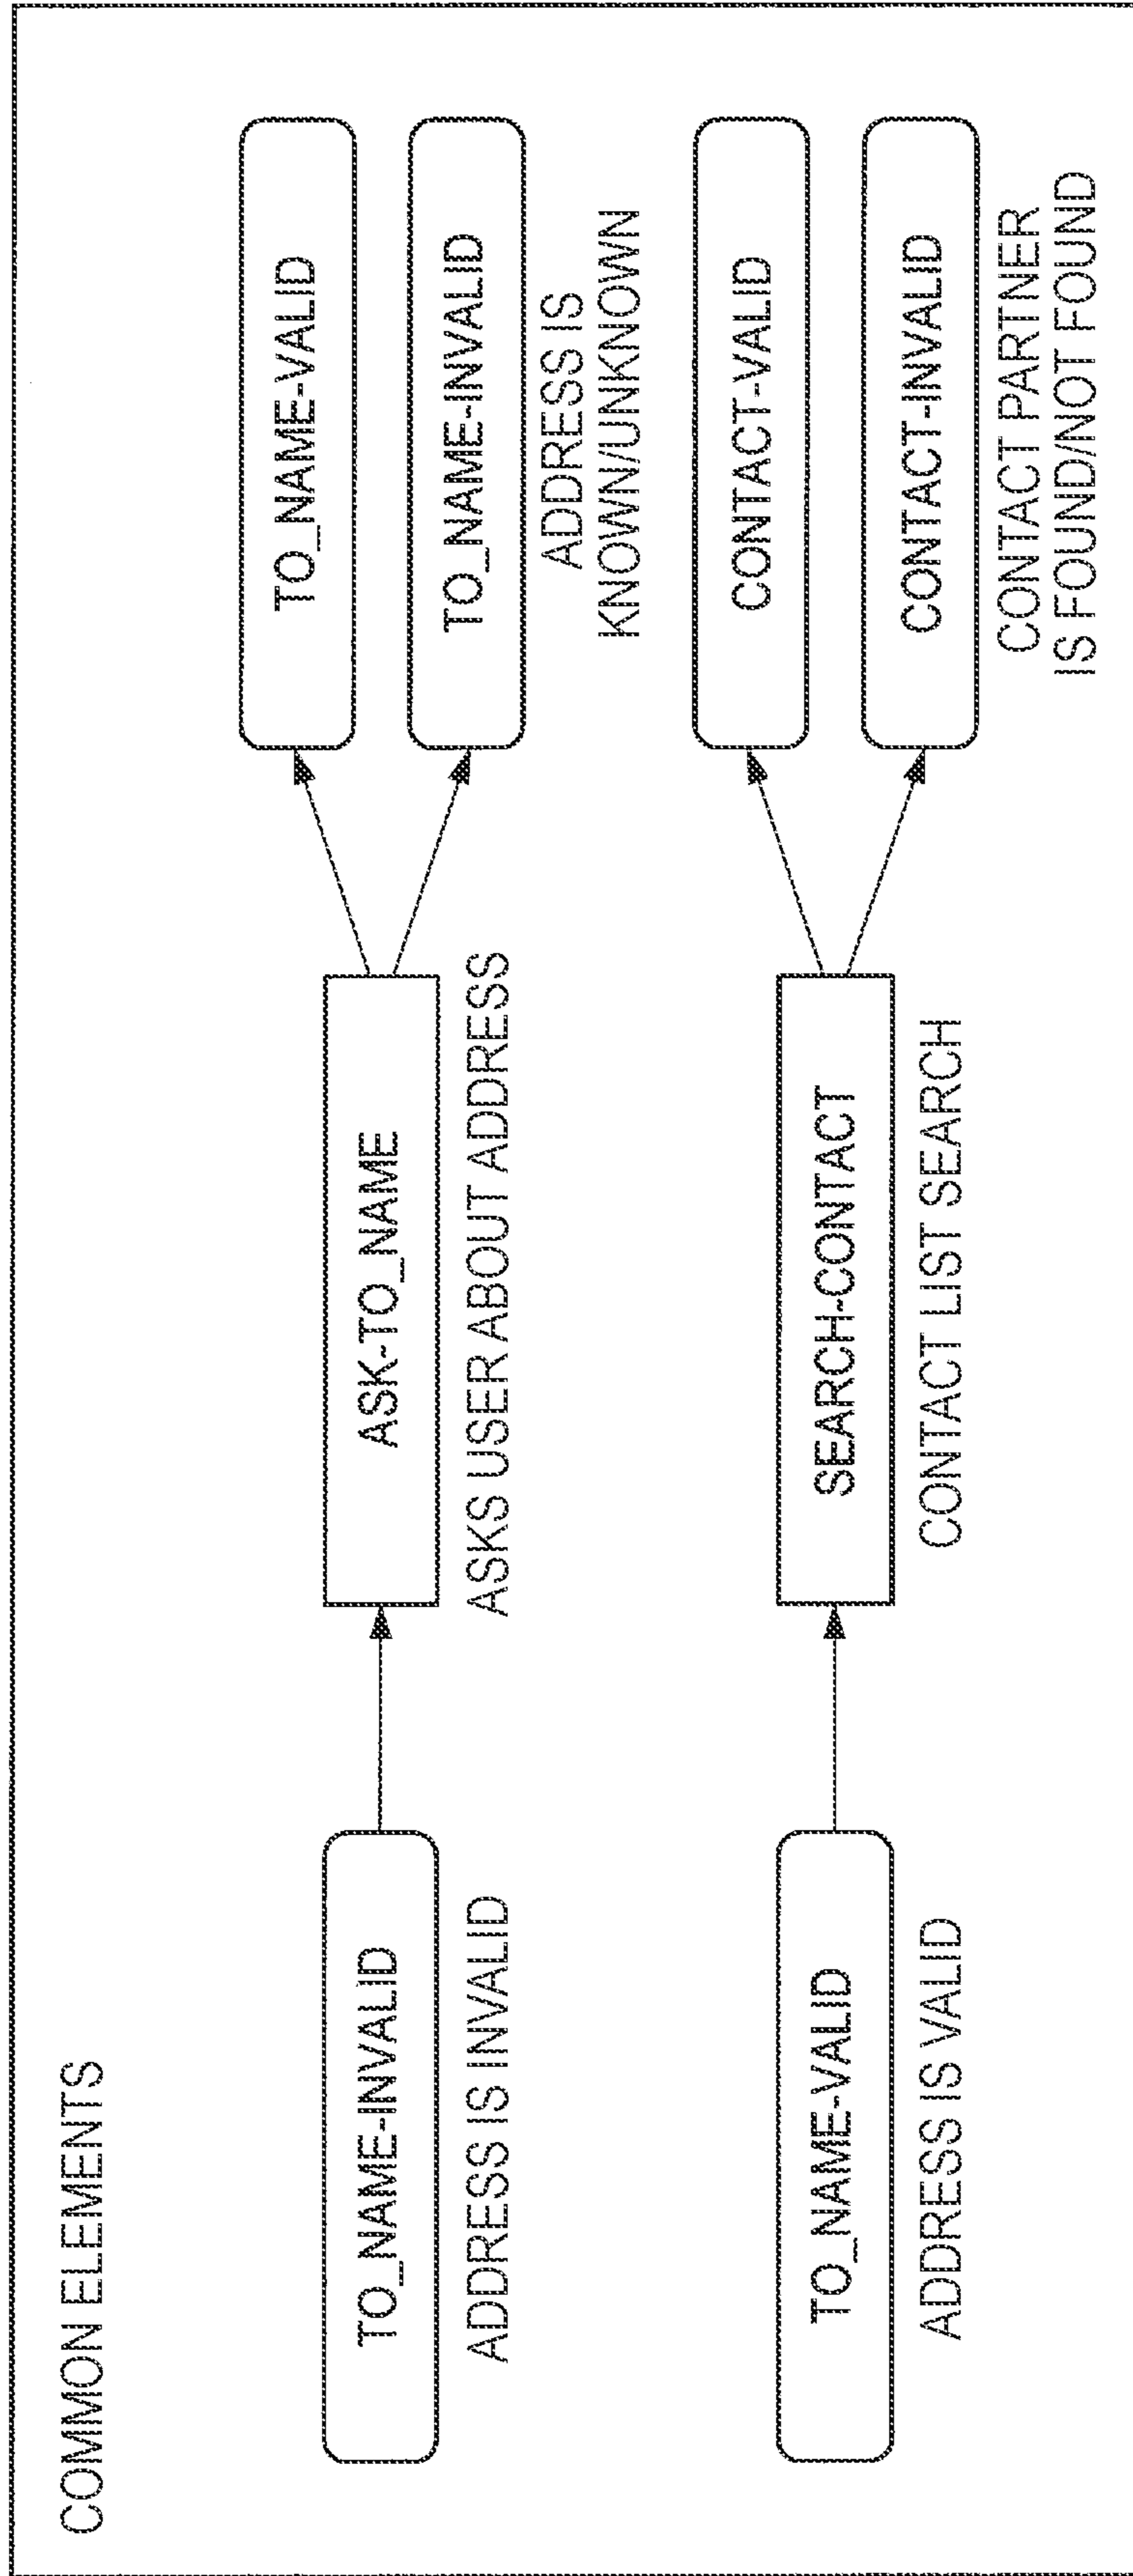 COMMON ELEMENTS
TO_NAME-INVALID
ADDRESS IS INVALID
ASK-TO_NAME
ASKS USER ABOUT ADDRESS
TO_NAME-VALID
TO_NAME-INVALID
ADDRESS IS
KNOWN/UNKNOWN
TO_NAME-VALID
ADDRESS IS VALID
SEARCH-CONTACT
CONTACT LIST SEARCH
CONTACT-VALID
CONTACT-INVALID
CONTACT PARTNER
IS FOUND/NOT FOUND